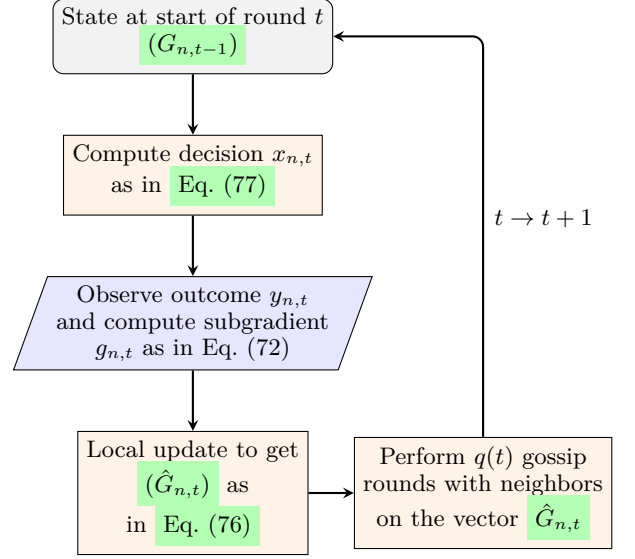 State at start of round t
(G_{n,t−1})
Compute decision x_{n,t}
as in Eq. (77)
Observe outcome y_{n,t}
and compute subgradient
g_{n,t} as in Eq. (72)
Local update to get
(Ĝ_{n,t}) as
in Eq. (76)
Perform q(t) gossip
rounds with neighbors
on the vector Ĝ_{n,t}
t → t + 1